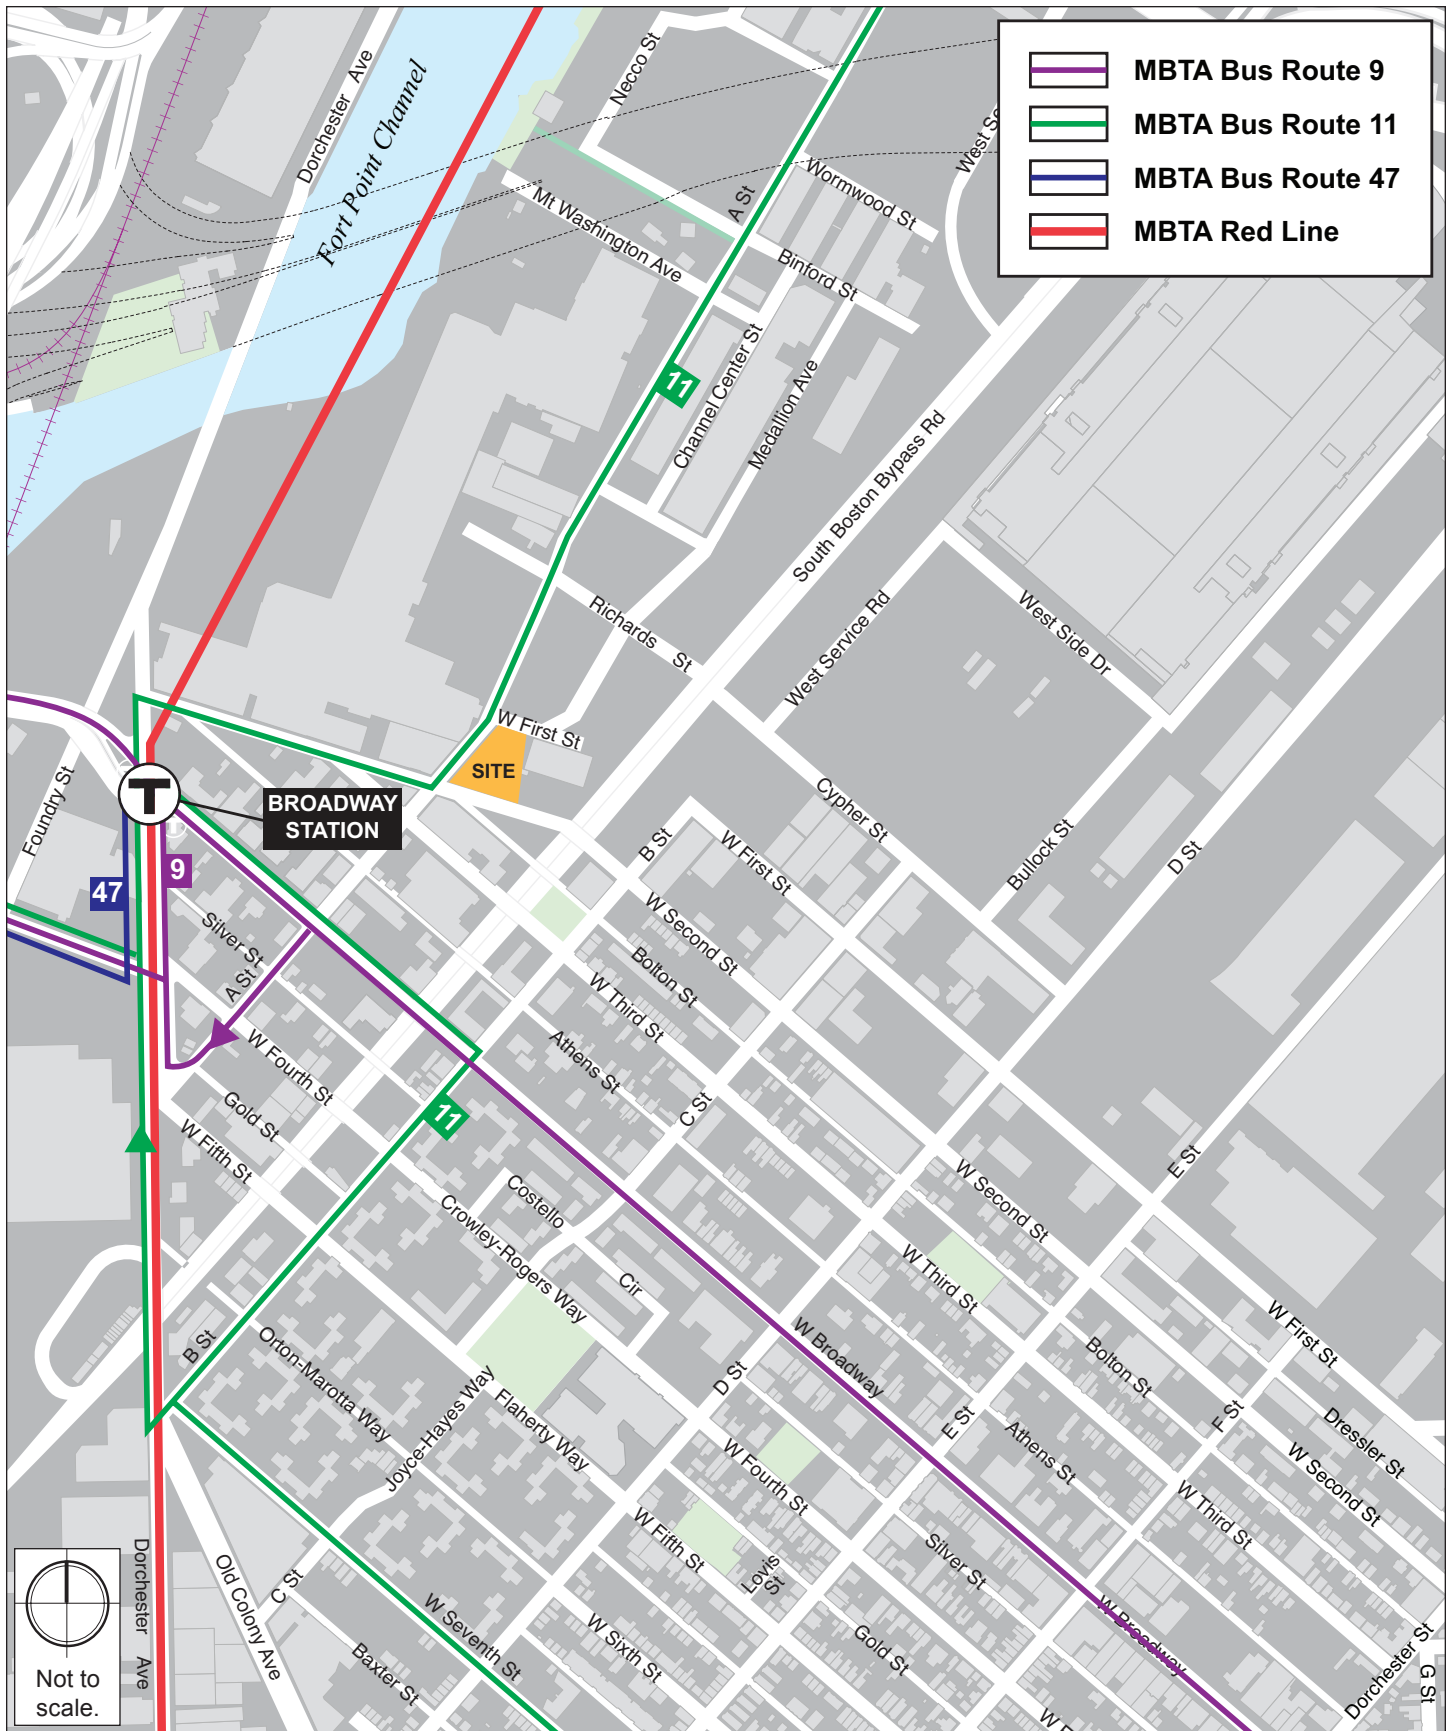 MBTA Bus Route 9
MBTA Bus Route 11
MBTA Bus Route 47
MBTA Red Line
Necco St
Dorchester Ave
Fort Point Channel
A St
Wormwood St
Mt Washington Ave
Binford St
11
Channel Center St
Medallion Ave
South Boston Bypass Rd
Richards St
West Service Rd
West Side Dr
W First St
SITE
T
BROADWAY
STATION
Foundry St
Cypher St
B St
W First St
Bullock St
D St
9
47
Silver St
A St
W Second St
Bolton St
W Third St
W Fourth St
Athens St
Gold St
11
C St
W Fifth St
Costello
Cir
Crowley-Rogers Way
E St
W Second St
W Third St
W First St
B St
Orton-Marotta Way
W Broadway
Bolton St
D St
Joyce-Hayes Way
Flaherty Way
E St
F St
Dressler St
Athens St
W Fourth St
W Second St
W Third St
W Fifth St
Lovis
St
Silver St
Dorchester Ave
Old Colony Ave
C St
W Seventh St
W Sixth St
Gold St
W Broadway
Baxter St
Dorchester St
G St
Not to
scale.